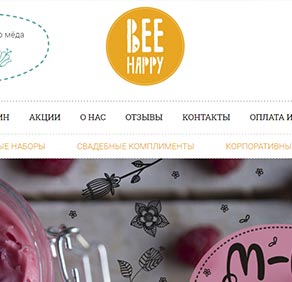 о мёда
BEE
HAPPY
ИН АКЦИИ О НАС ОТЗЫВЫ КОНТАКТЫ ОПЛАТА И
ЫЕ НАБОРЫ СВАДЕБНЫЕ КОМПЛИМЕНТЫ КОРПОРАТИВНЫ
М-